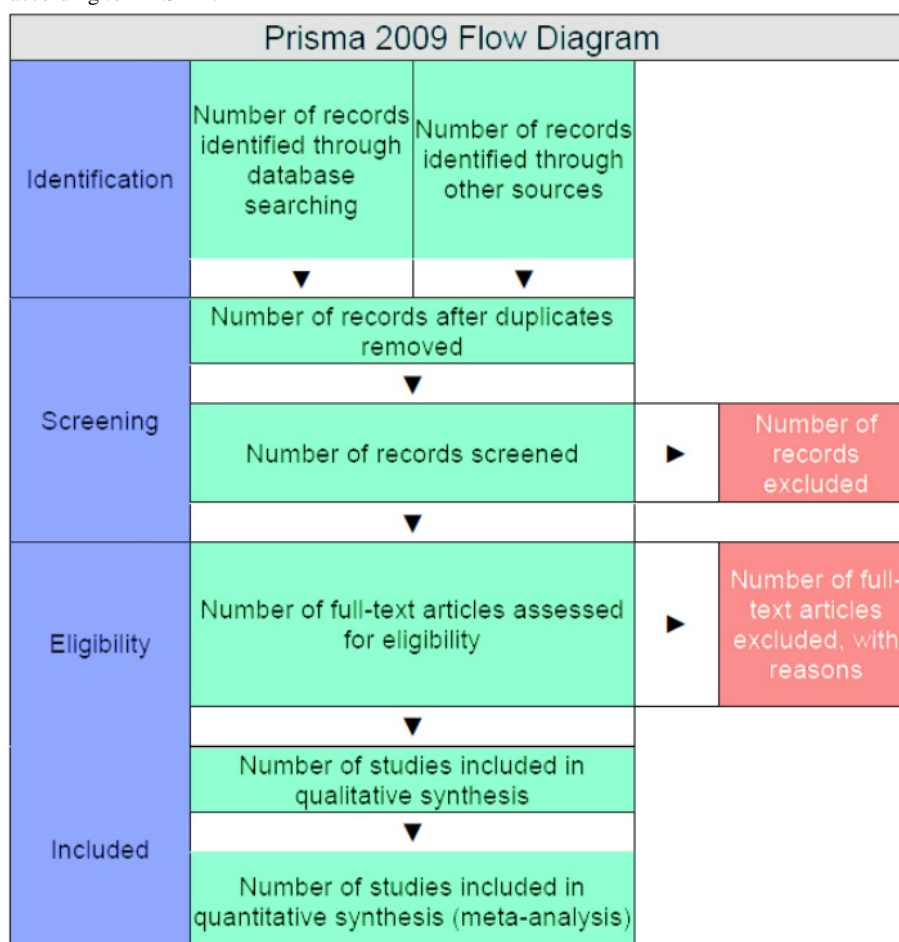 Prisma 2009 Flow Diagram
Identification
Number of records
identified through
database
searching
Number of records
identified through
other sources
▼
▼
Screening
Number of records after duplicates
removed
▼
Number of records screened
►
Number of
records
excluded
▼
Eligibility
Number of full-text articles assessed
for eligibility
►
Number of full-
text articles
excluded, with
reasons
▼
Included
Number of studies included in
qualitative synthesis
▼
Number of studies included in
quantitative synthesis (meta-analysis)